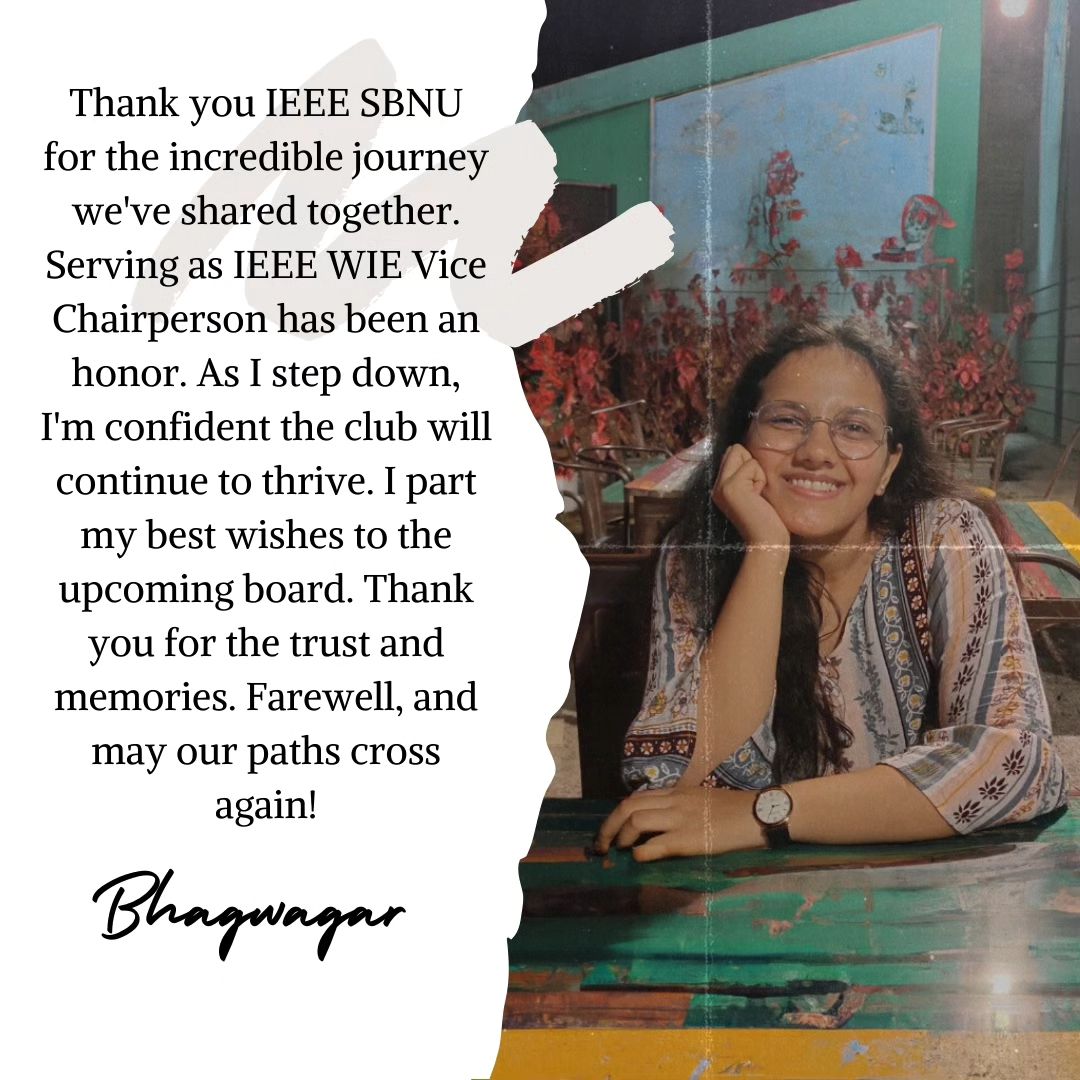 Thank you IEEE SBNU
for the incredible journey
we've shared together.
Serving as IEEE WIE Vice
Chairperson has been an
honor. As I step down,
I'm confident the club will
continue to thrive. I part
my best wishes to the
upcoming board. Thank
you for the trust and
memories. Farewell, and
may our paths cross
again!
Bhagwagar